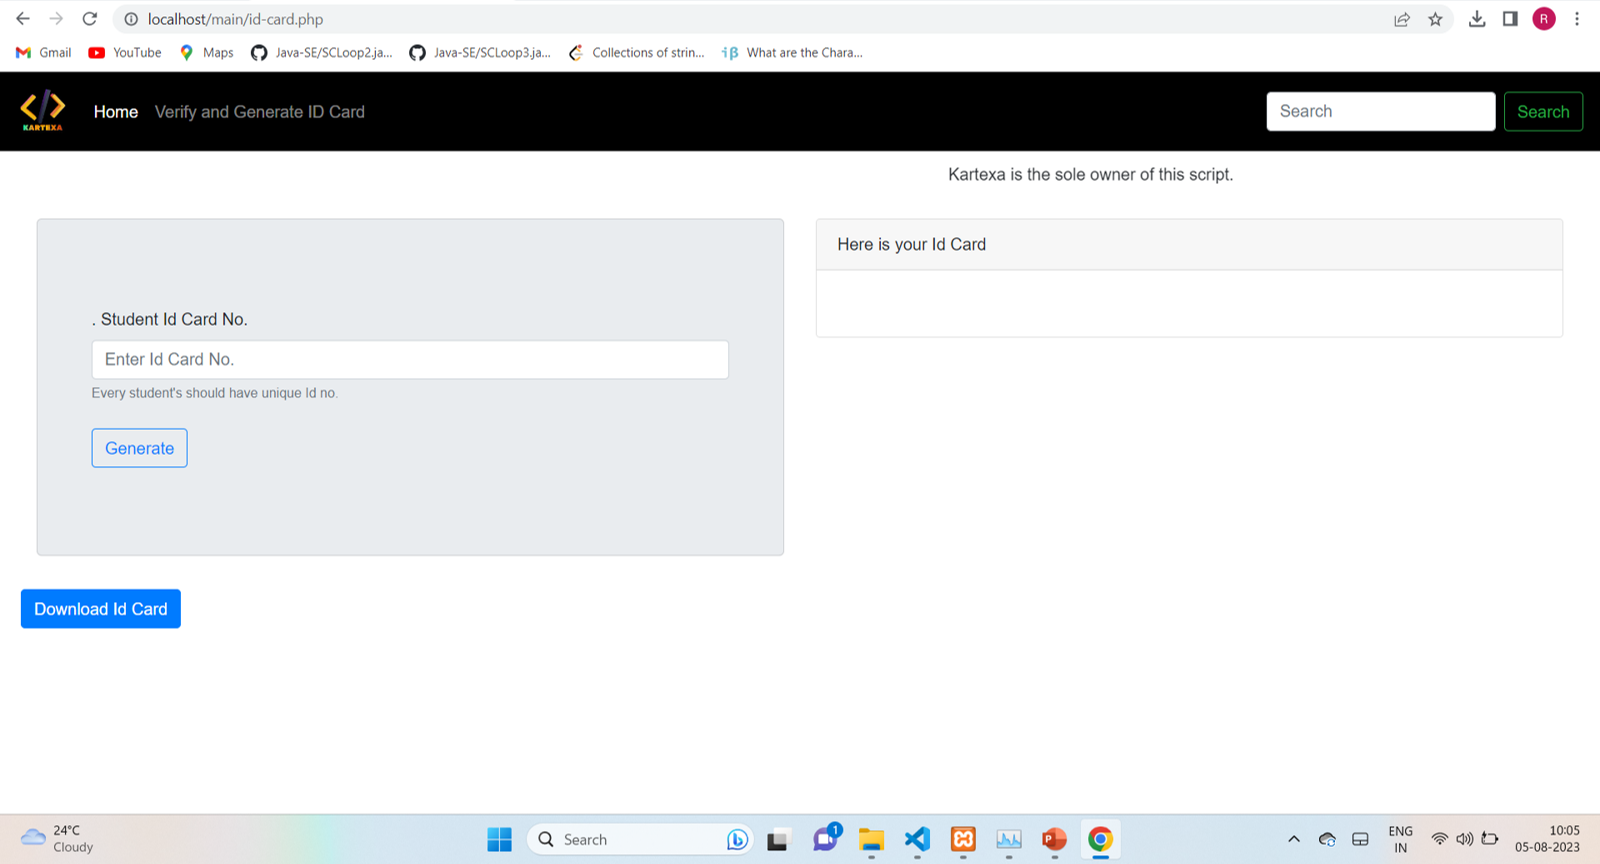 localhost/main/id-card.php
R
Gmail
YouTube
Maps
Java-SE/SCLoop2.ja...
Java-SE/SCLoop3.ja...
Collections of strin...
iβ What are the Chara...
KARTEXA
Home
Verify and Generate ID Card
Search
Search
Kartexa is the sole owner of this script.
. Student Id Card No.
Enter Id Card No.
Every student's should have unique Id no.
Generate
Here is your Id Card
Download Id Card
24°C
Cloudy
Search
1
ENG
IN
10:05
05-08-2023